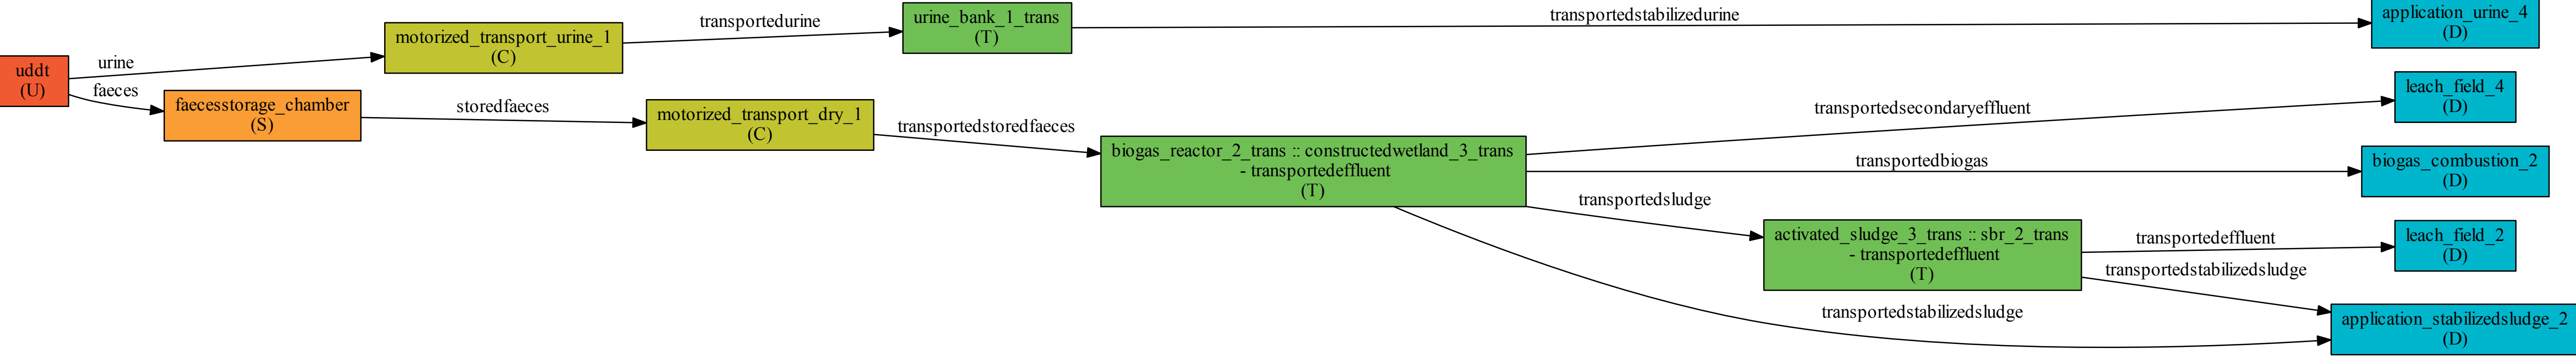 uddt
(U)
urine
faeces
motorized_transport_urine_1
(C)
transportedurine
urine_bank_1_trans
(T)
transportedstabilizedurine
application_urine_4
(D)
faecesstorage_chamber
(S)
storedfaeces
motorized_transport_dry_1
(C)
transportedstoredfaeces
biogas_reactor_2_trans :: constructedwetland_3_trans
- transportedeffluent
(T)
transportedsecondaryeffluent
leach_field_4
(D)
transportedbiogas
biogas_combustion_2
(D)
transportedsludge
activated_sludge_3_trans :: sbr_2_trans
- transportedeffluent
(T)
transportedeffluent
leach_field_2
(D)
transportedstabilizedsludge
transportedstabilizedsludge
application_stabilizedsludge_2
(D)